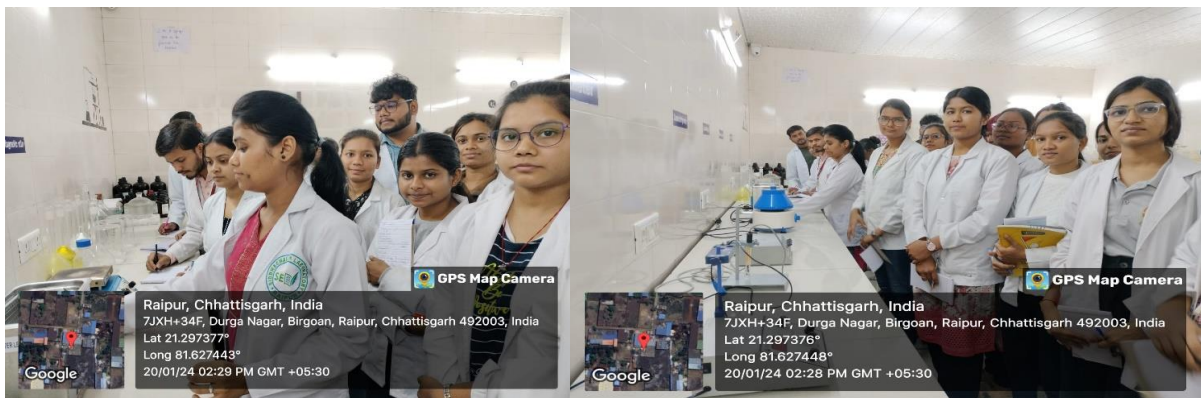 GPS Map Camera
Raipur, Chhattisgarh, India
7JXH+34F, Durga Nagar, Birgoan, Raipur, Chhattisgarh 492003, India
Lat 21.297377°
Long 81.627443°
20/01/24 02:29 PM GMT +05:30
Google
GPS Map Camera
Raipur, Chhattisgarh, India
7JXH+34F, Durga Nagar, Birgoan, Raipur, Chhattisgarh 492003, India
Lat 21.297376°
Long 81.627448°
20/01/24 02:28 PM GMT +05:30
Google